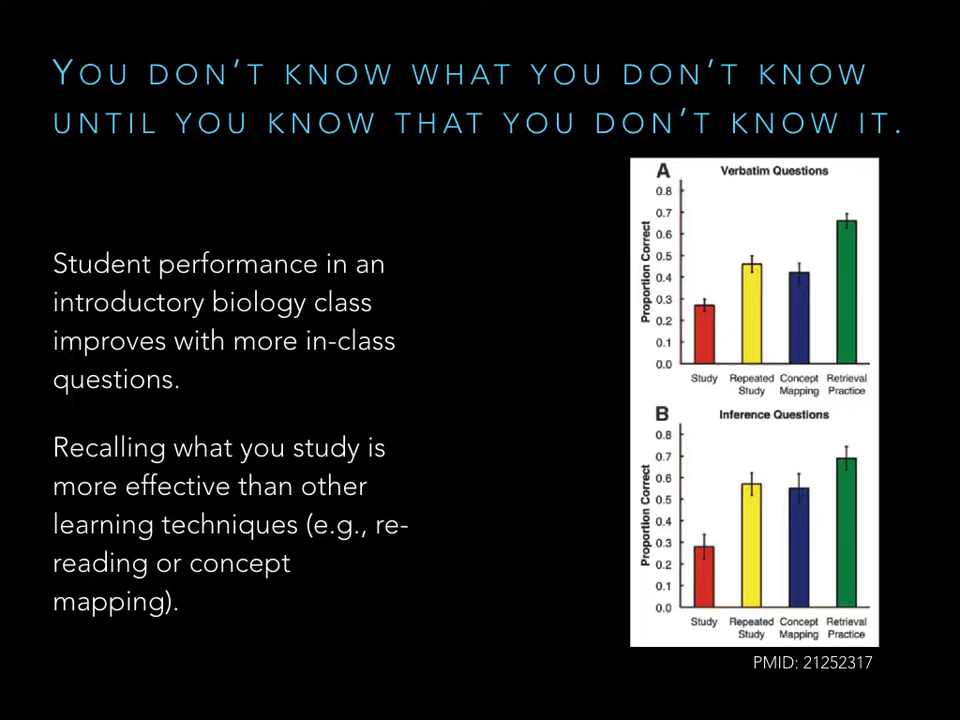 YOU DON'T KNOW WHAT YOU DON'T KNOW
UNTIL YOU KNOW THAT YOU DON'T KNOW IT.
Student performance in an
introductory biology class
improves with more in-class
questions.
Recalling what you study is
more effective than other
learning techniques (e.g., re-
reading or concept
mapping).
A
Verbatim Questions
Proportion Correct
0.8
0.7
0.6
0.5
0.4
0.3
0.2
0.1
0.0
Study
Repeated Study
Concept Mapping
Retrieval Practice
B
Inference Questions
Proportion Correct
0.8
0.7
0.6
0.5
0.4
0.3
0.2
0.1
0.0
Study
Repeated Study
Concept Mapping
Retrieval Practice
PMID: 21252317